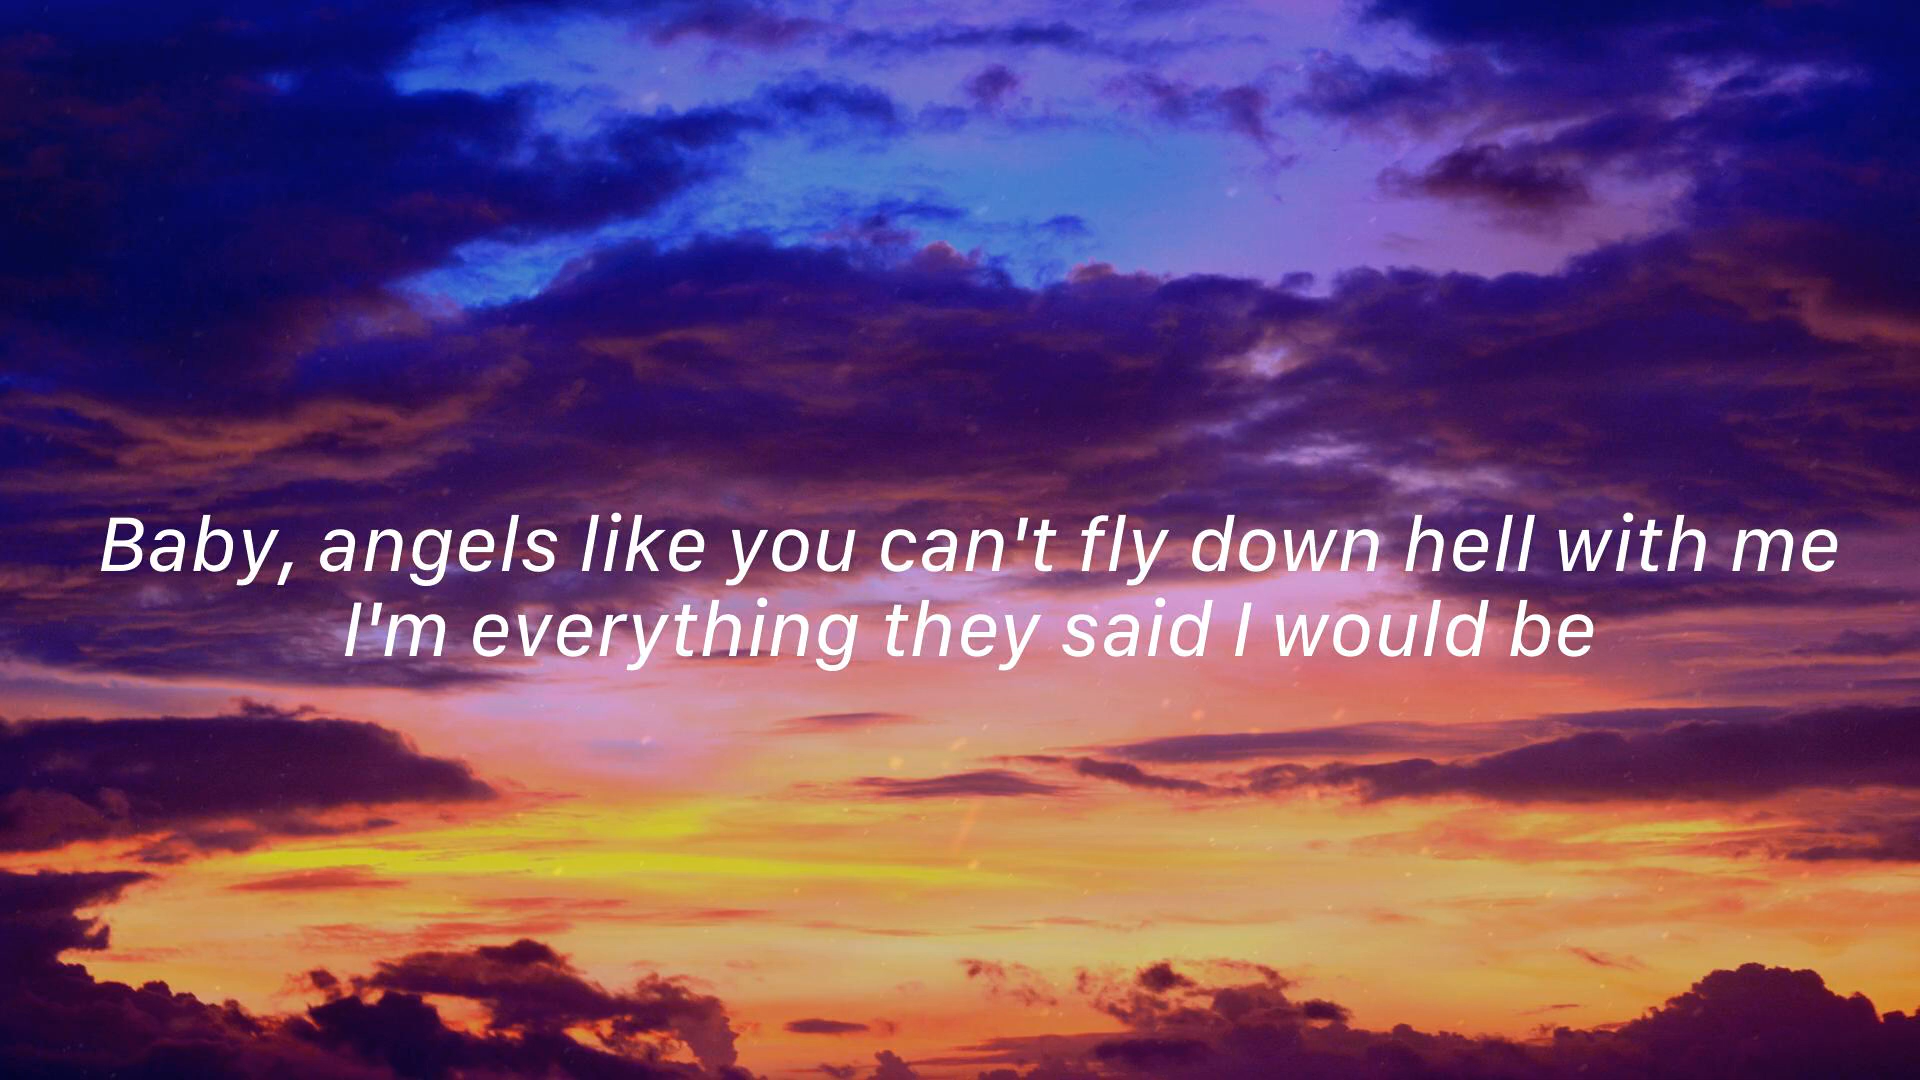 Baby, angels like you can't fly down hell with me
I'm everything they said I would be